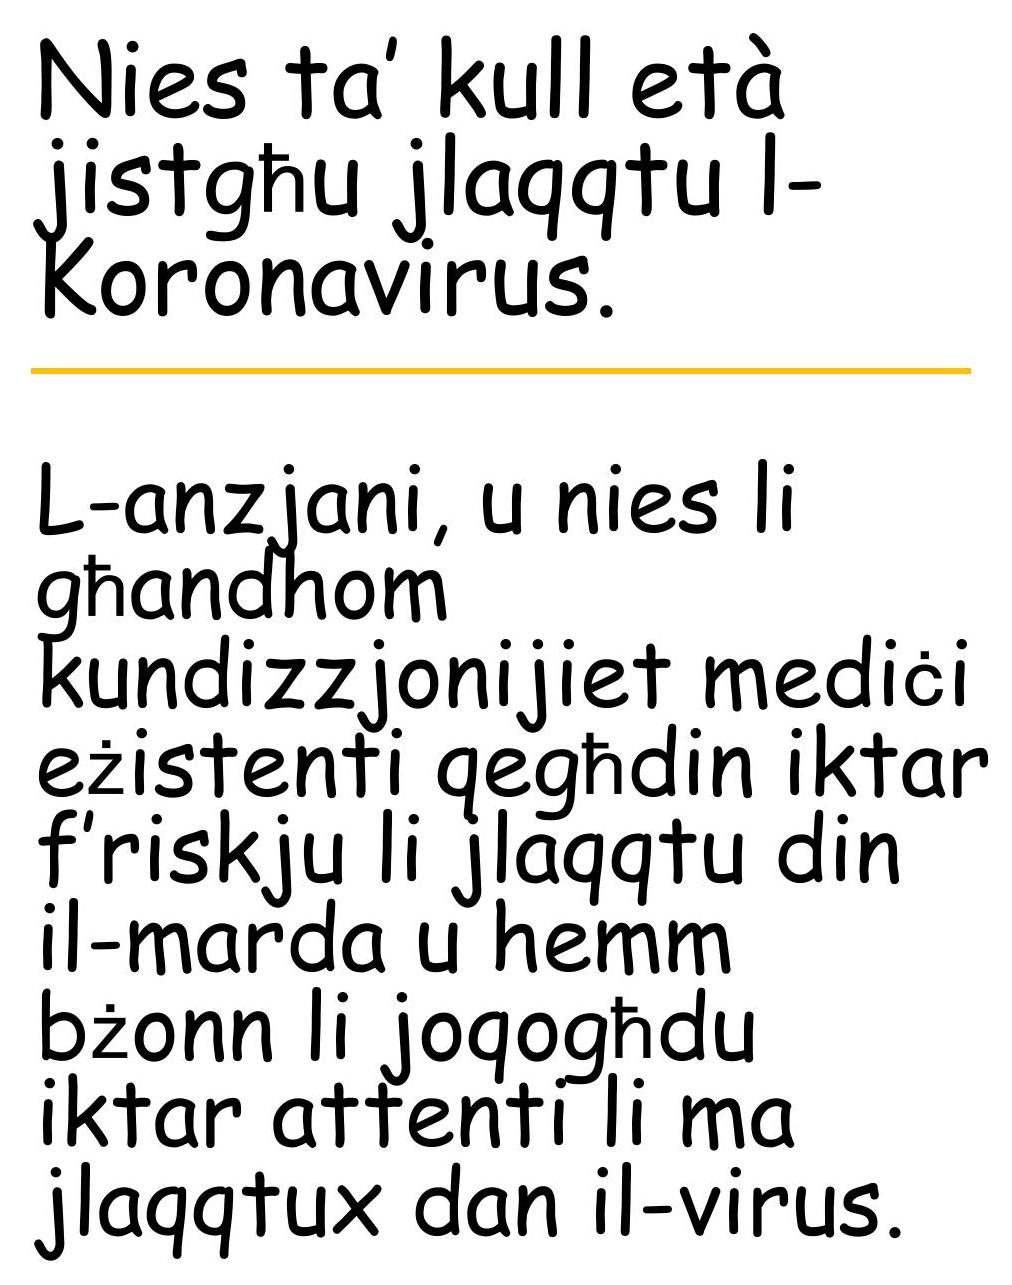 Nies ta’ kull età
jistgħu jlaqqtu l-
Koronavirus.
L-anzjani, u nies li
għandhom
kundizzjonijiet mediċi
eżistenti qegħdin iktar
f’riskju li jlaqqtu din
il-marda u hemm
bżonn li joqogħdu
iktar attenti li ma
jlaqqtux dan il-virus.